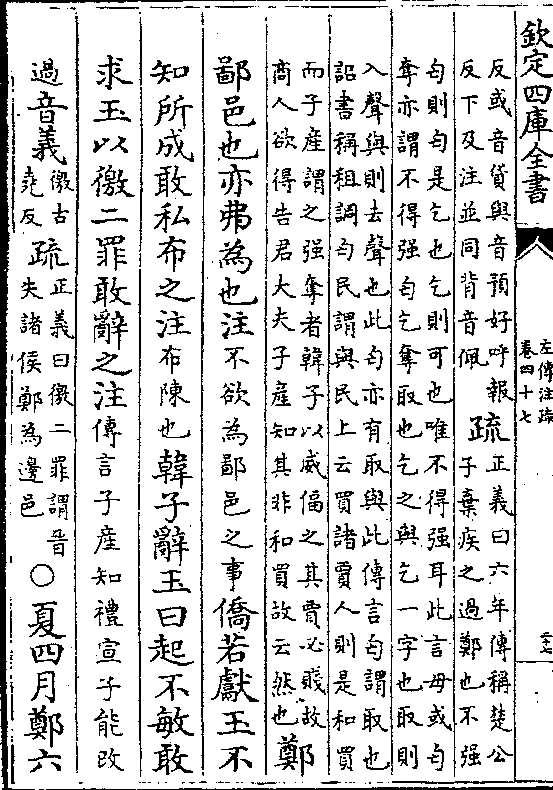 欽定四庫全書
左傳注疏
卷四十七
反或音貸與音預好呼報
反下及注並同背音佩
疏
正義曰六年傳稱楚公
子棄疾之過鄭也不强
匄則匄是乞也乞則可也唯不得强耳此言毋或匄
奪亦謂不得强匄乞奪取也乞之與乞一字也取則
入聲與則去聲也此匄亦有取與此傳言匄謂取也
詔書稱租調匄民謂與民上云買諸賈人則是和買
而子產謂之强奪者韓子以威偪之其賈必賤故
商人欲得告君大夫子產知其非和買故云然也
鄭
鄙邑也亦弗為也注不欲為鄙邑之事僑若獻玉不
知所成敢私布之注布陳也韓子辭玉曰起不敏敢
求玉以徼二罪敢辭之注傳言子產知禮宣子能改
過音義
徼古
堯反
疏
正義曰徼二罪謂晋
失諸侯鄭為邊邑
○夏四月鄭六